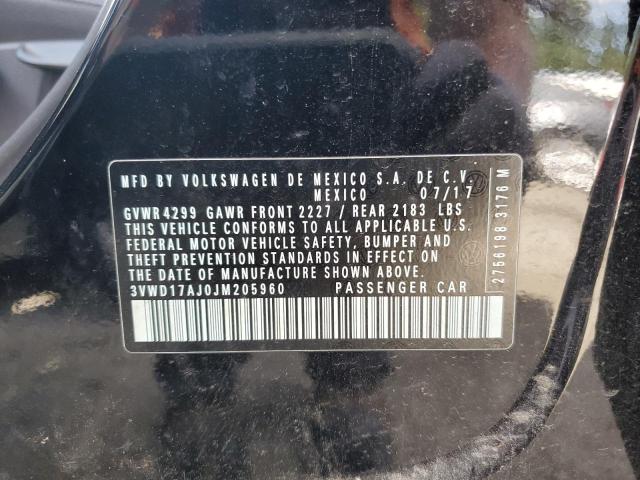 MFD BY VOLKSWAGEN DE MEXICO S.A. DE C.V.
MEXICO 07/17
GVWR 4299 GAWR FRONT 2227 / REAR 2183 LBS
THIS VEHICLE CONFORMS TO ALL APPLICABLE U.S.
FEDERAL MOTOR VEHICLE SAFETY, BUMPER AND
THEFT PREVENTION STANDARDS IN EFFECT ON
THE DATE OF MANUFACTURE SHOWN ABOVE.
3VWD17AJ0JM205960 PASSENGER CAR
2756198 3176 M